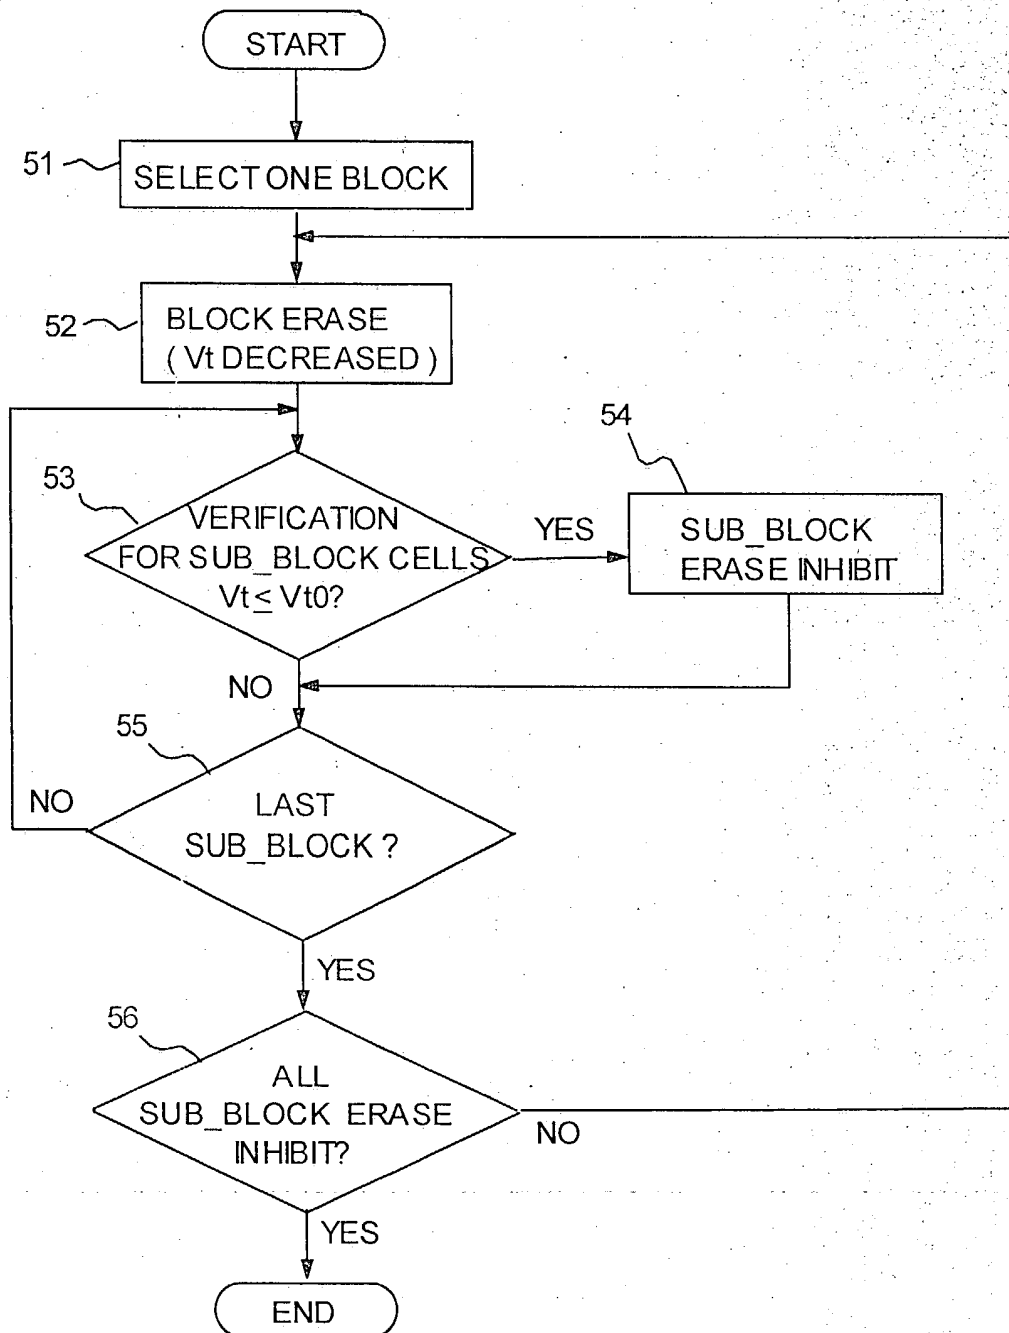 START
51
SELECT ONE BLOCK
52
BLOCK ERASE
( Vt DECREASED )
54
53
VERIFICATION
FOR SUB_BLOCK CELLS
Vt ≤ Vt0?
YES
SUB_BLOCK
ERASE INHIBIT
NO
55
NO
LAST
SUB_BLOCK ?
YES
56
ALL
SUB_BLOCK ERASE
INHIBIT?
NO
YES
END